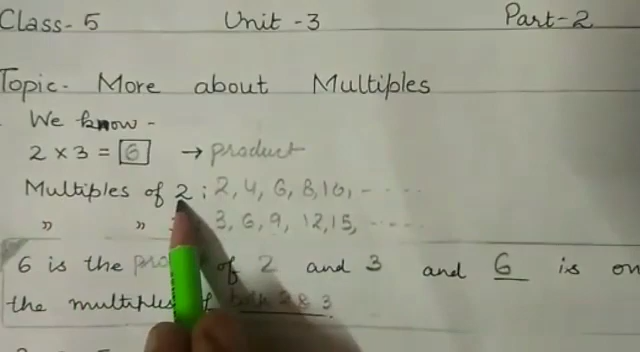 Class-5 Unit-3 Part-2
Topic- More about Multiples
We know -
2 x 3 = 6 → product
Multiples of 2 ; 2, 4, 6, 8, 10, - ....
" " 3, 6, 9, 12, 15, - ....
6 is the of 2 and 3 and 6 is
the multiples of both 2 & 3